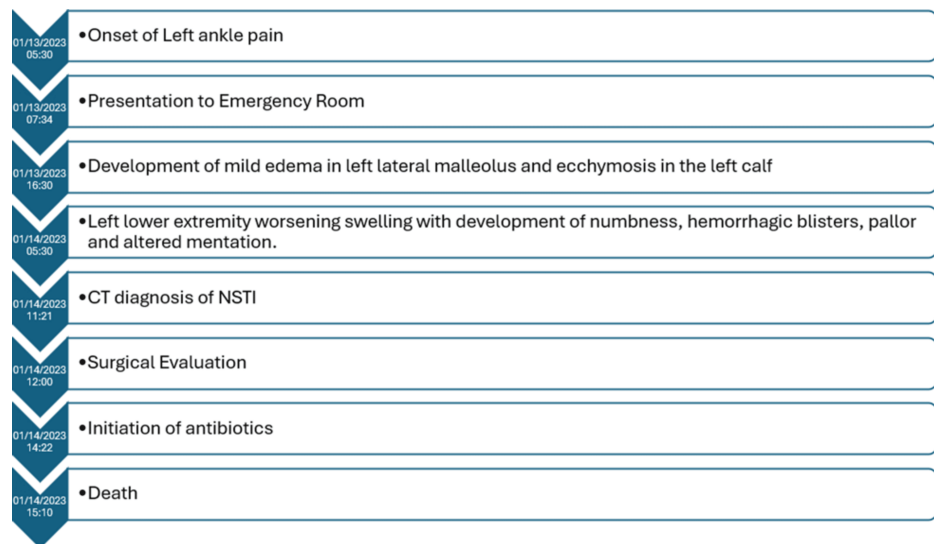 01/13/2023
05:30
•Onset of Left ankle pain
01/13/2023
07:34
•Presentation to Emergency Room
01/13/2023
16:30
•Development of mild edema in left lateral malleolus and ecchymosis in the left calf
01/14/2023
05:30
•Left lower extremity worsening swelling with development of numbness, hemorrhagic blisters, pallor
and altered mentation.
01/14/2023
11:21
•CT diagnosis of NSTI
01/14/2023
12:00
•Surgical Evaluation
01/14/2023
14:22
•Initiation of antibiotics
01/14/2023
15:10
•Death